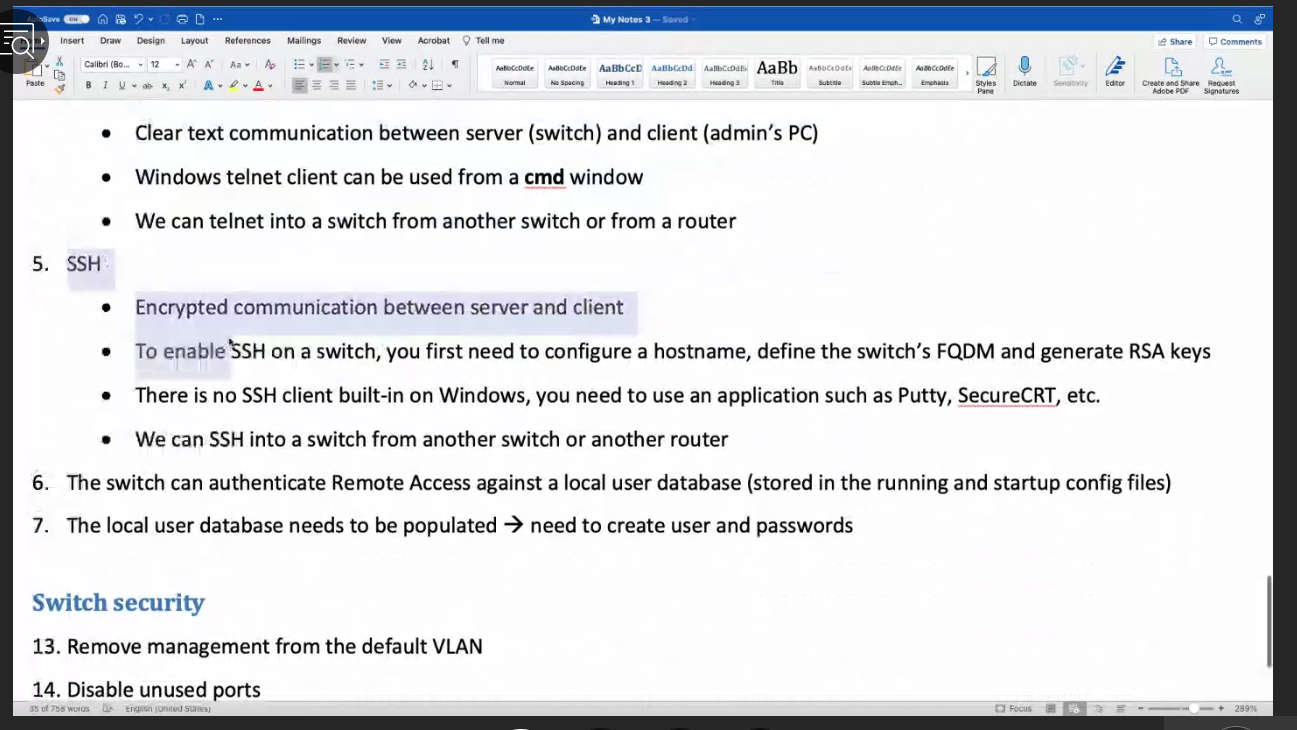 AutoSave ON
My Notes 3 — Saved
Insert Draw Design Layout References Mailings Review View Acrobat Tell me
Share Comments
Paste
Calibri (Bo... 12
AaBbCcDdEe AaBbCcDdEe AaBbCcD AaBbCcDd AaBbCcDdE AaBb AaBbCcDdEe AaBbCcDdEe AaBbCcDdEe
Normal No Spacing Heading 1 Heading 2 Heading 3 Title Subtitle Subtle Emph... Emphasis
Styles Pane
Dictate
Sensitivity
Editor
Create and Share Adobe PDF
Request Signatures
• Clear text communication between server (switch) and client (admin’s PC)
• Windows telnet client can be used from a cmd window
• We can telnet into a switch from another switch or from a router
5. SSH
• Encrypted communication between server and client
• To enable SSH on a switch, you first need to configure a hostname, define the switch’s FQDM and generate RSA keys
• There is no SSH client built-in on Windows, you need to use an application such as Putty, SecureCRT, etc.
• We can SSH into a switch from another switch or another router
6. The switch can authenticate Remote Access against a local user database (stored in the running and startup config files)
7. The local user database needs to be populated → need to create user and passwords
Switch security
13. Remove management from the default VLAN
14. Disable unused ports
35 of 758 words English (United States) Focus 289%